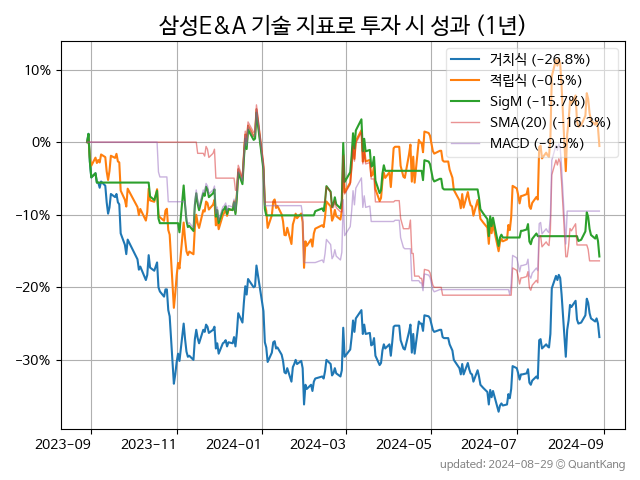 삼성E&A 기술 지표로 투자 시 성과 (1년)
거치식 (-26.8%)
적립식 (-0.5%)
SigM (-15.7%)
SMA(20) (-16.3%)
MACD (-9.5%)
10%
0%
-10%
-20%
-30%
2023-09 2023-11 2024-01 2024-03 2024-05 2024-07 2024-09
updated: 2024-08-29 © QuantKang